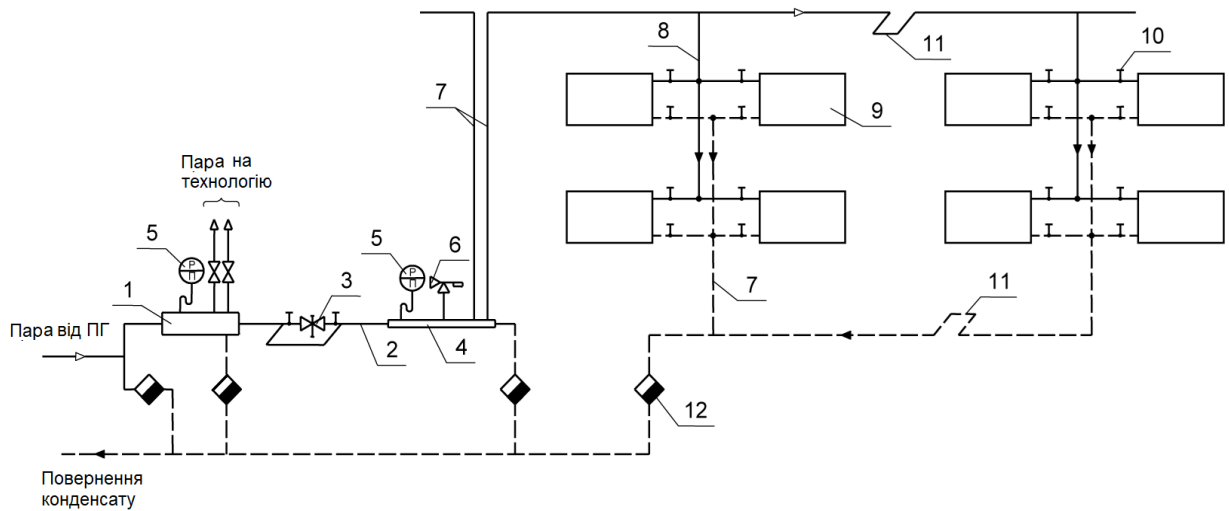 8
11
10
7
9
Пара на
технологію
5
5
6
1
3
7
11
Пара від ПГ
2
4
12
Повернення
конденсату
Р
П
Р
П